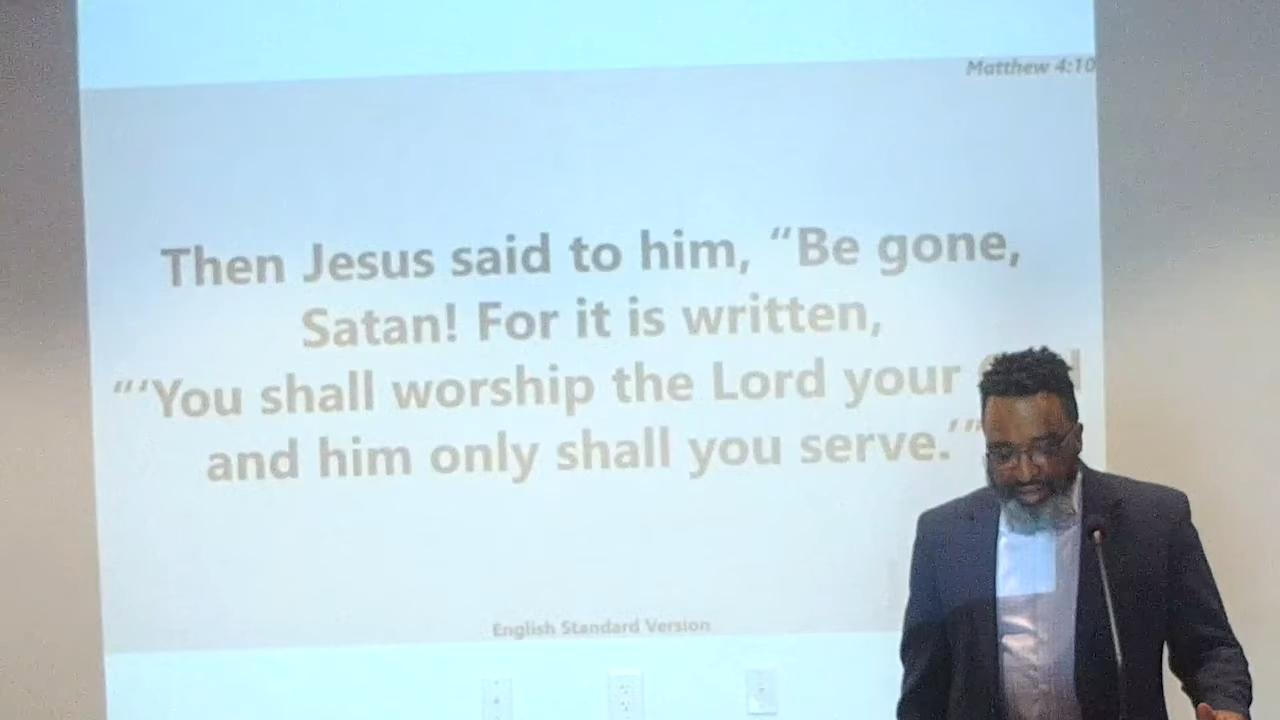 Matthew 4:10
Then Jesus said to him, “Be gone,
Satan! For it is written,
“‘You shall worship the Lord your
and him only shall you serve.’”
English Standard Version